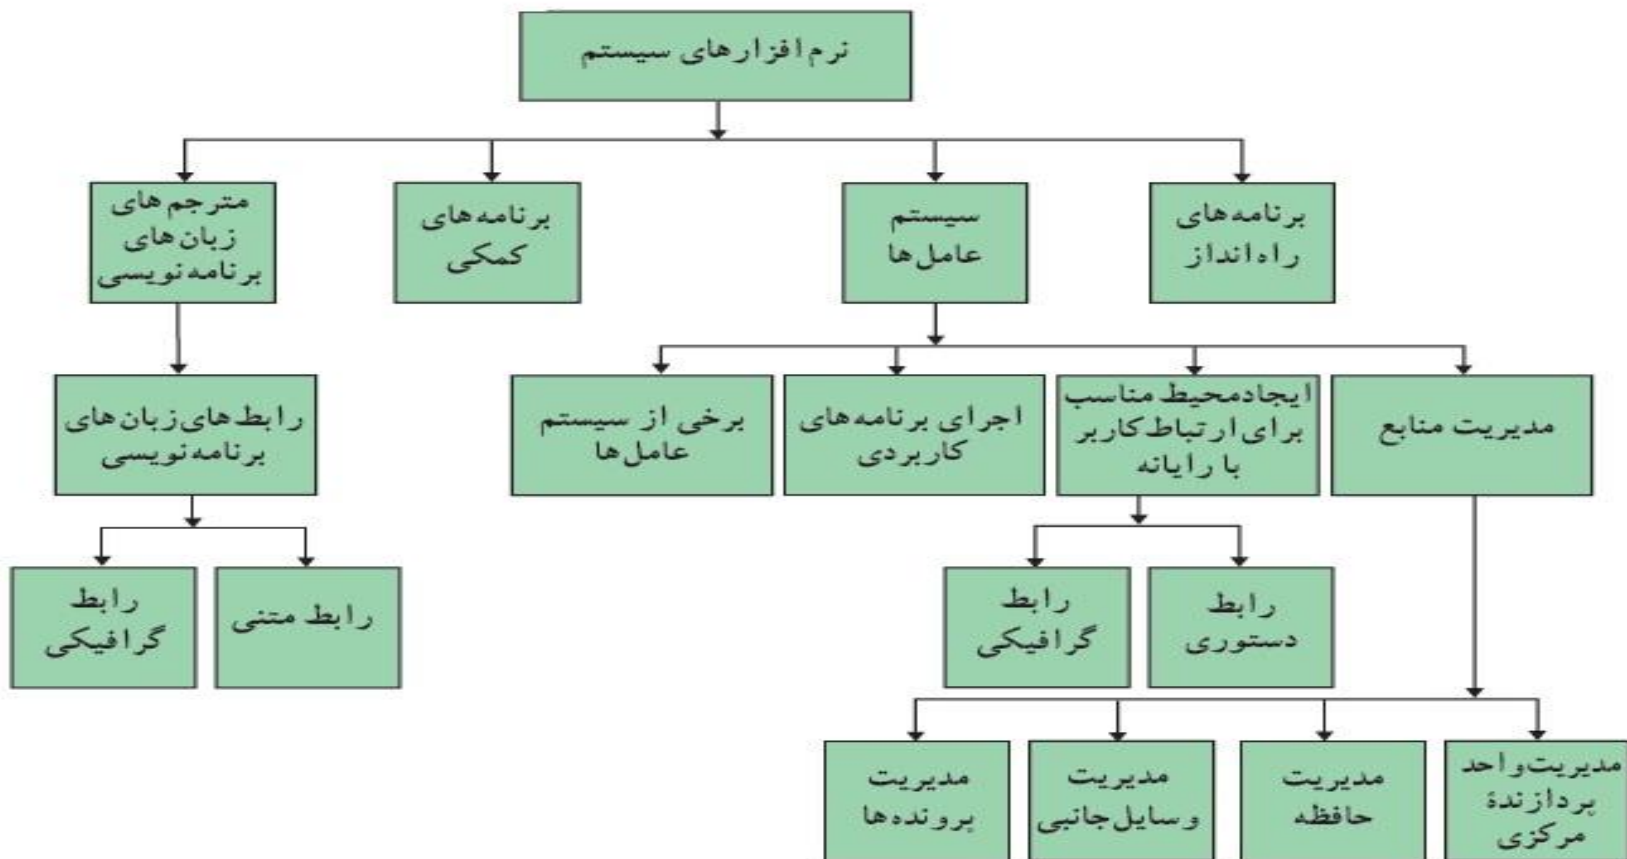 نرم‌افزارهای سیستم
برنامه‌های
راه‌انداز
سیستم
عامل‌ها
برنامه‌های
کمکی
مترجم‌های
زبان‌های
برنامه‌نویسی
مدیریت منابع
ایجادمحیط مناسب
برای ارتباط کاربر
با رایانه
اجرای برنامه‌های
کاربردی
برخی از سیستم
عامل‌ها
رابط‌های زبان‌های
برنامه‌نویسی
رابط
دستوری
رابط
گرافیکی
رابط متنی
رابط
گرافیکی
مدیریت واحد
پردازندهٔ
مرکزی
مدیریت
حافظه
مدیریت
وسایل جانبی
مدیریت
پرونده‌ها